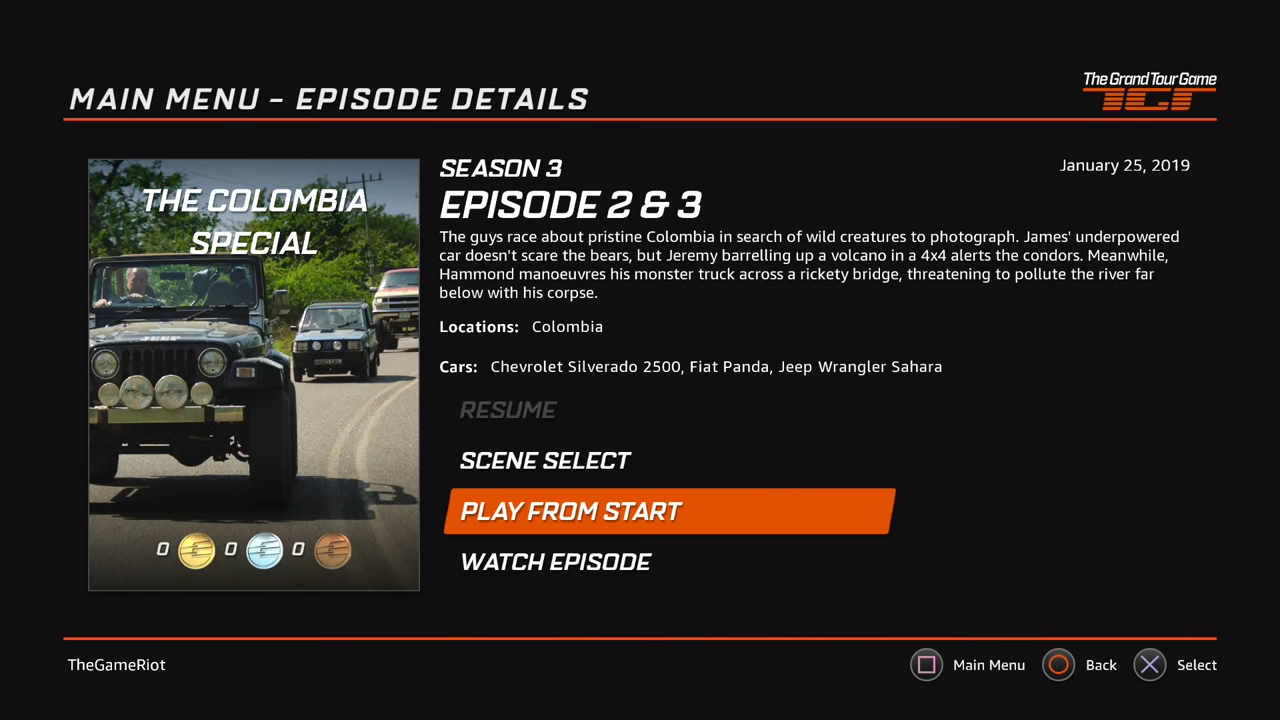 The Grand Tour Game
TGT
MAIN MENU - EPISODE DETAILS
THE COLOMBIA
SPECIAL
JEEP
0 0 0
SEASON 3
January 25, 2019
EPISODE 2 & 3
The guys race about pristine Colombia in search of wild creatures to photograph. James' underpowered
car doesn't scare the bears, but Jeremy barrelling up a volcano in a 4x4 alerts the condors. Meanwhile,
Hammond manoeuvres his monster truck across a rickety bridge, threatening to pollute the river far
below with his corpse.
Locations: Colombia
Cars: Chevrolet Silverado 2500, Fiat Panda, Jeep Wrangler Sahara
RESUME
SCENE SELECT
PLAY FROM START
WATCH EPISODE
TheGameRiot
Main Menu Back Select